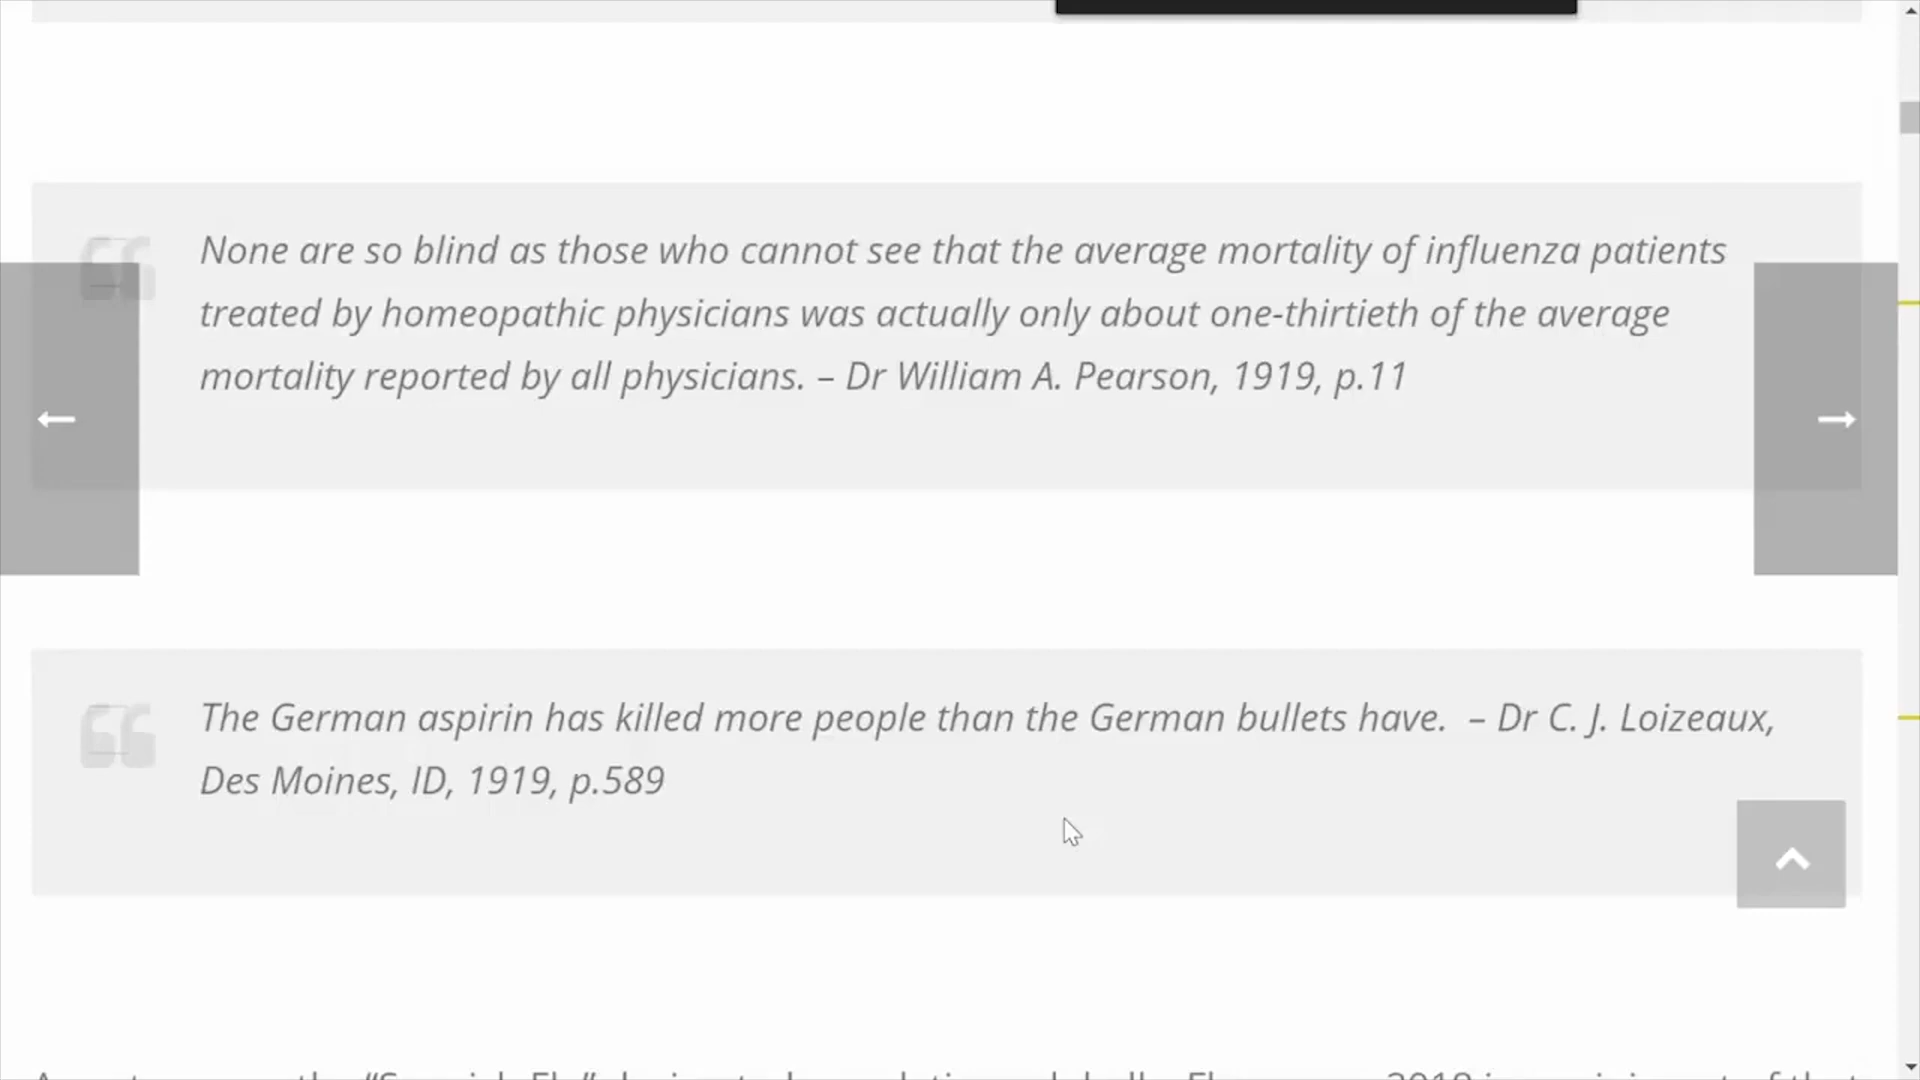 None are so blind as those who cannot see that the average mortality of influenza patients
treated by homeopathic physicians was actually only about one-thirtieth of the average
mortality reported by all physicians. – Dr William A. Pearson, 1919, p.11
The German aspirin has killed more people than the German bullets have.  – Dr C. J. Loizeaux,
Des Moines, ID, 1919, p.589